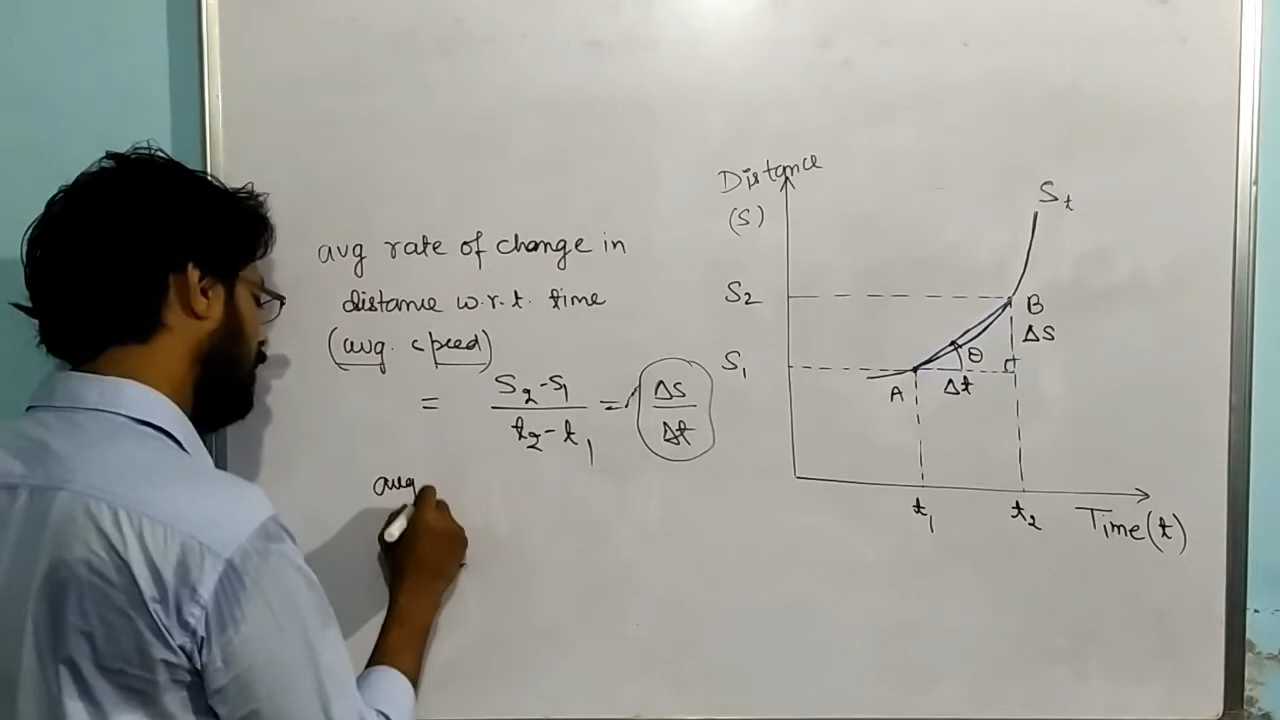 avg rate of change in
distance w.r.t. time
(avg. speed)
= S₂-S₁ / t₂-t₁ = Δs / Δt
avg
Distance
(S)
S₂
S₁
A
B
Δs
θ
Δt
Sₜ
t₁
t₂
Time(t)